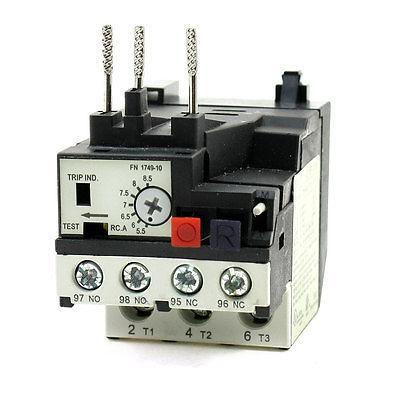 FN 1749-10
TRIP IND.
8.5
8
7.5
7
6.5
6
5.5
TEST
RC.A
O
R
M
A
97 NO
98 NO
95 NC
96 NC
2 T1
4 T2
6 T3